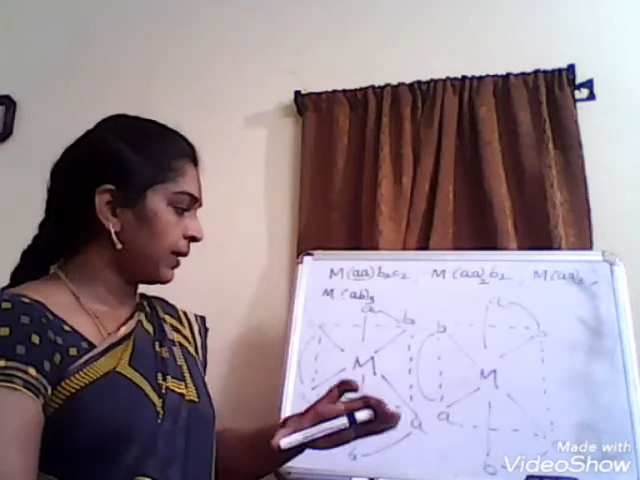 M(aa)b₂c₂ M(aa)₂b₂ M(aa)₃
M(ab)₃
a
b b
M M
a a
b b
Made with
VideoShow